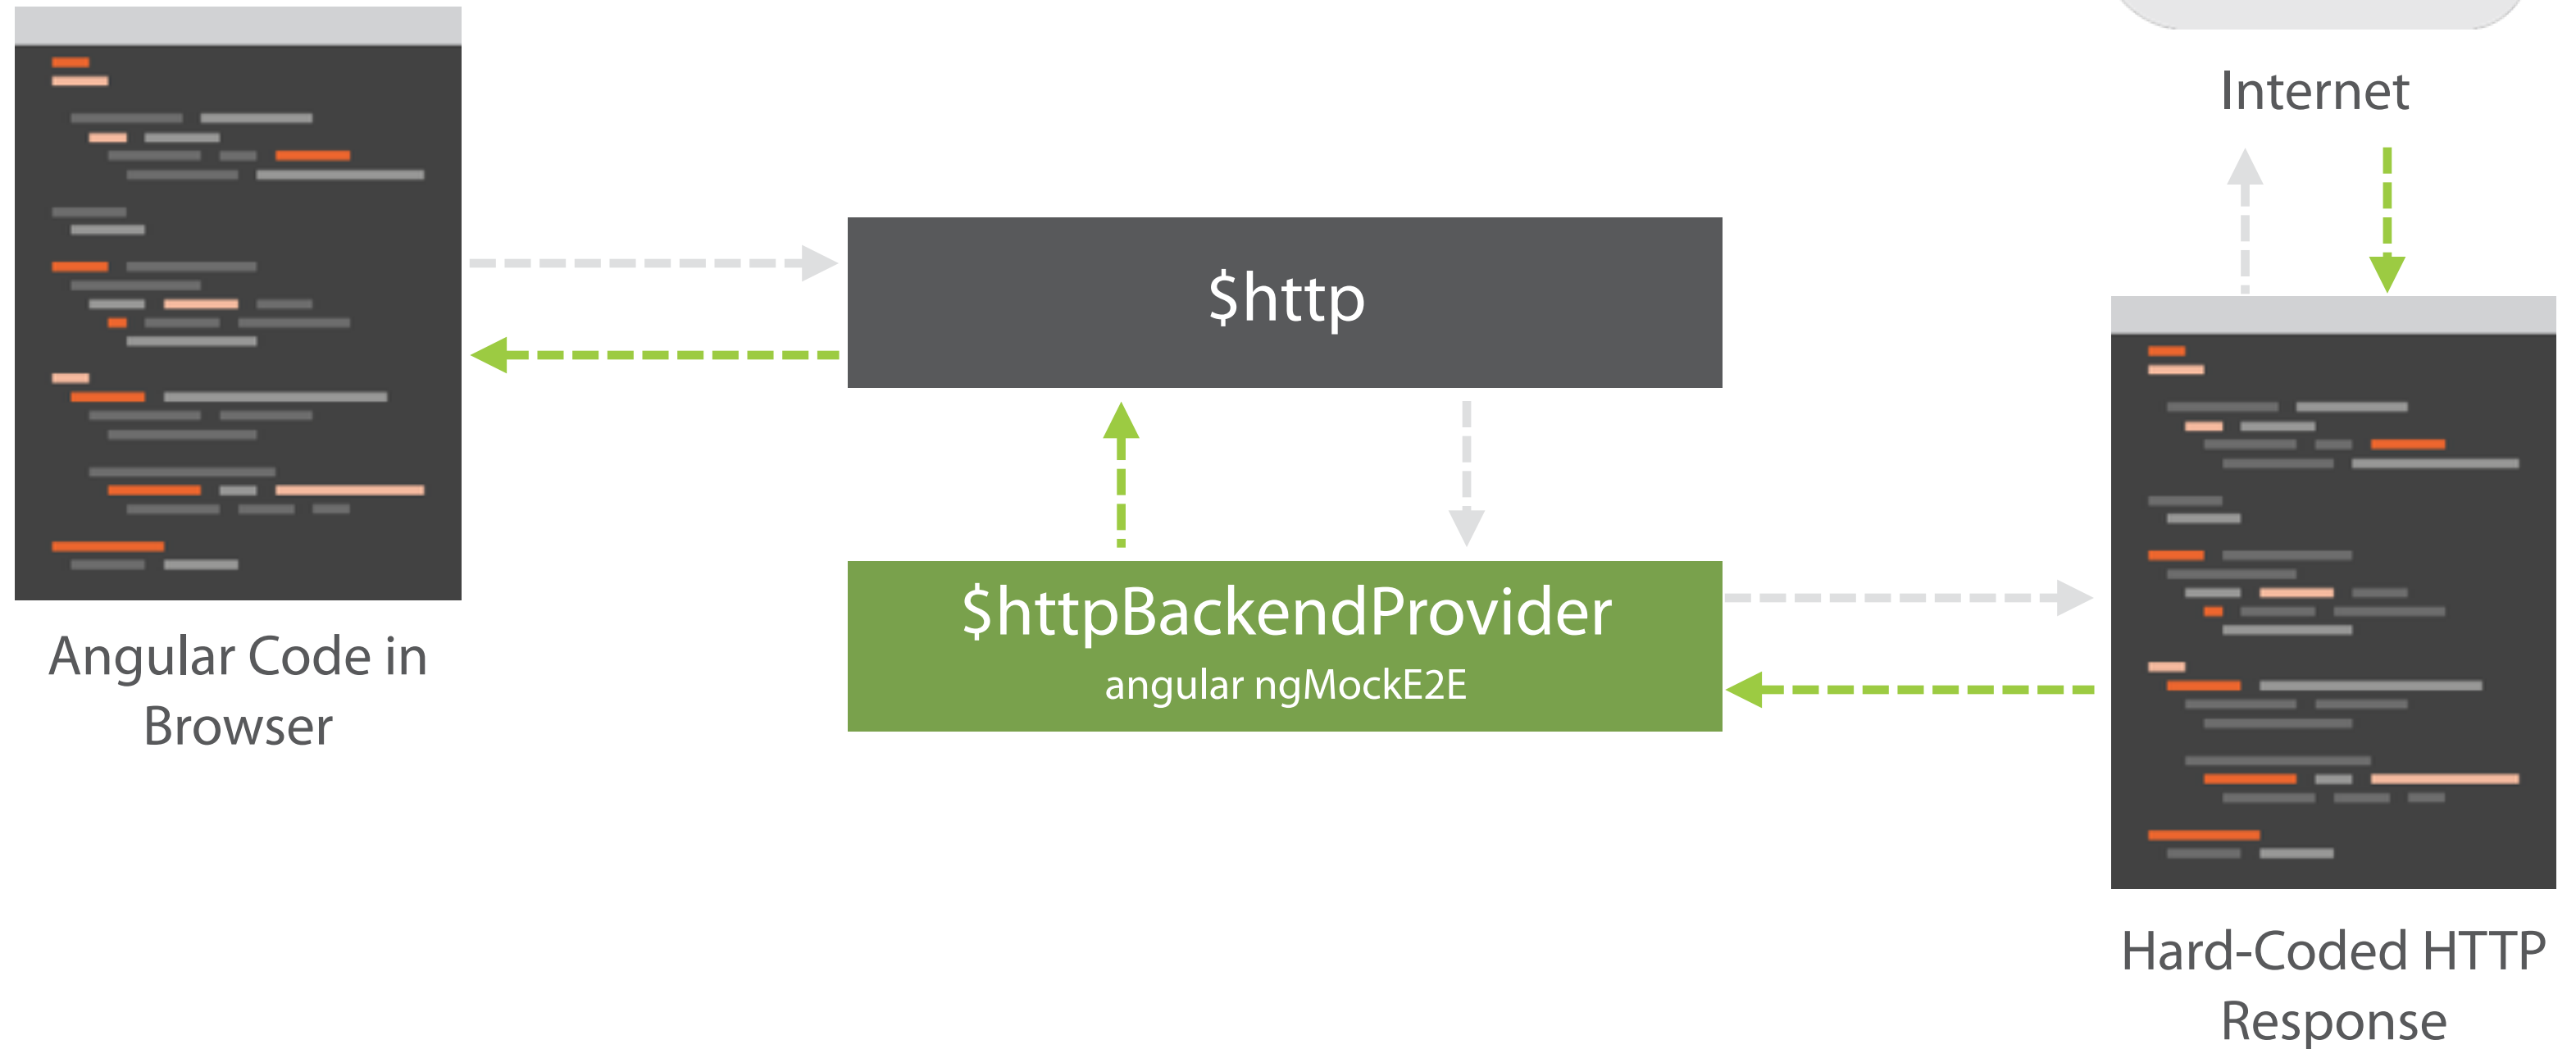 Internet
$http
$httpBackendProvider
angular ngMockE2E
Angular Code in
Browser
Hard-Coded HTTP
Response